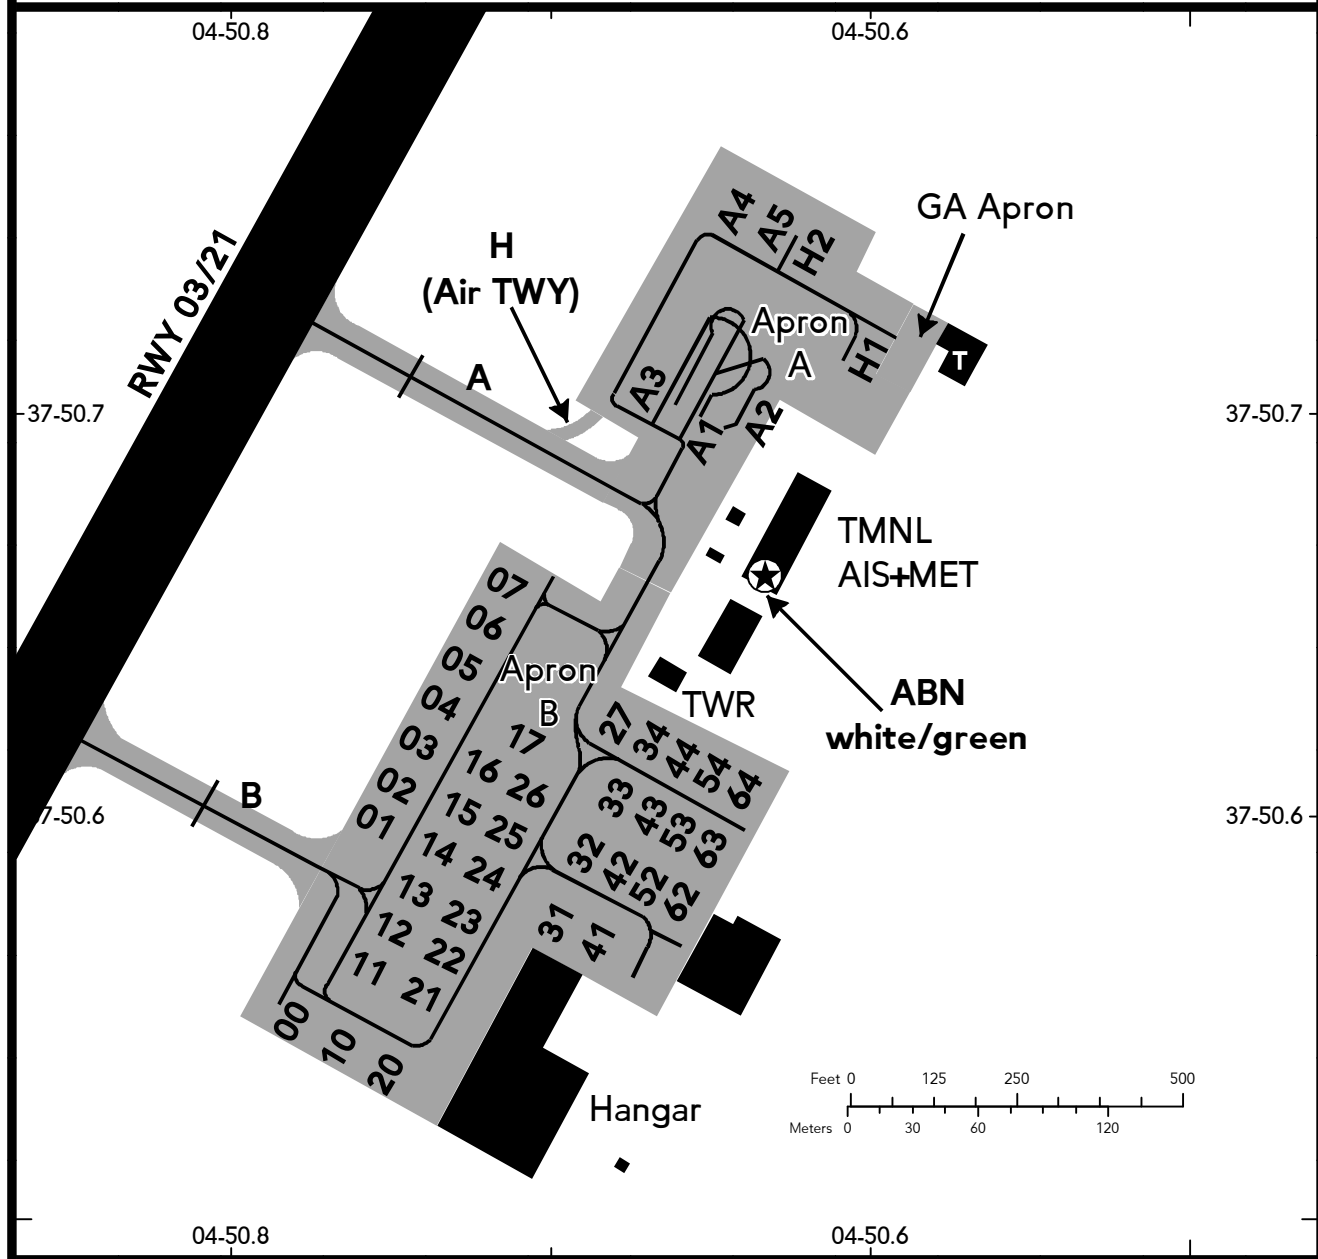 04-50.8
04-50.6
RWY 03/21
H
(Air TWY)
A
GA Apron
A4
A5
H2
Apron
A
H1
T
A3
A1
A2
37-50.7
37-50.7
TMNL
AIS+MET
ABN
white/green
TWR
07
06
05
04
03
02
01
Apron
B
17
16 26
15 25
14 24
13 23
12 22
11 21
27
34
44
54
64
33
43
53
63
32
42
52
62
31
41
B
7-50.6
37-50.6
00
10
20
Hangar
Feet 0 125 250 500
Meters 0 30 60 120
04-50.8
04-50.6